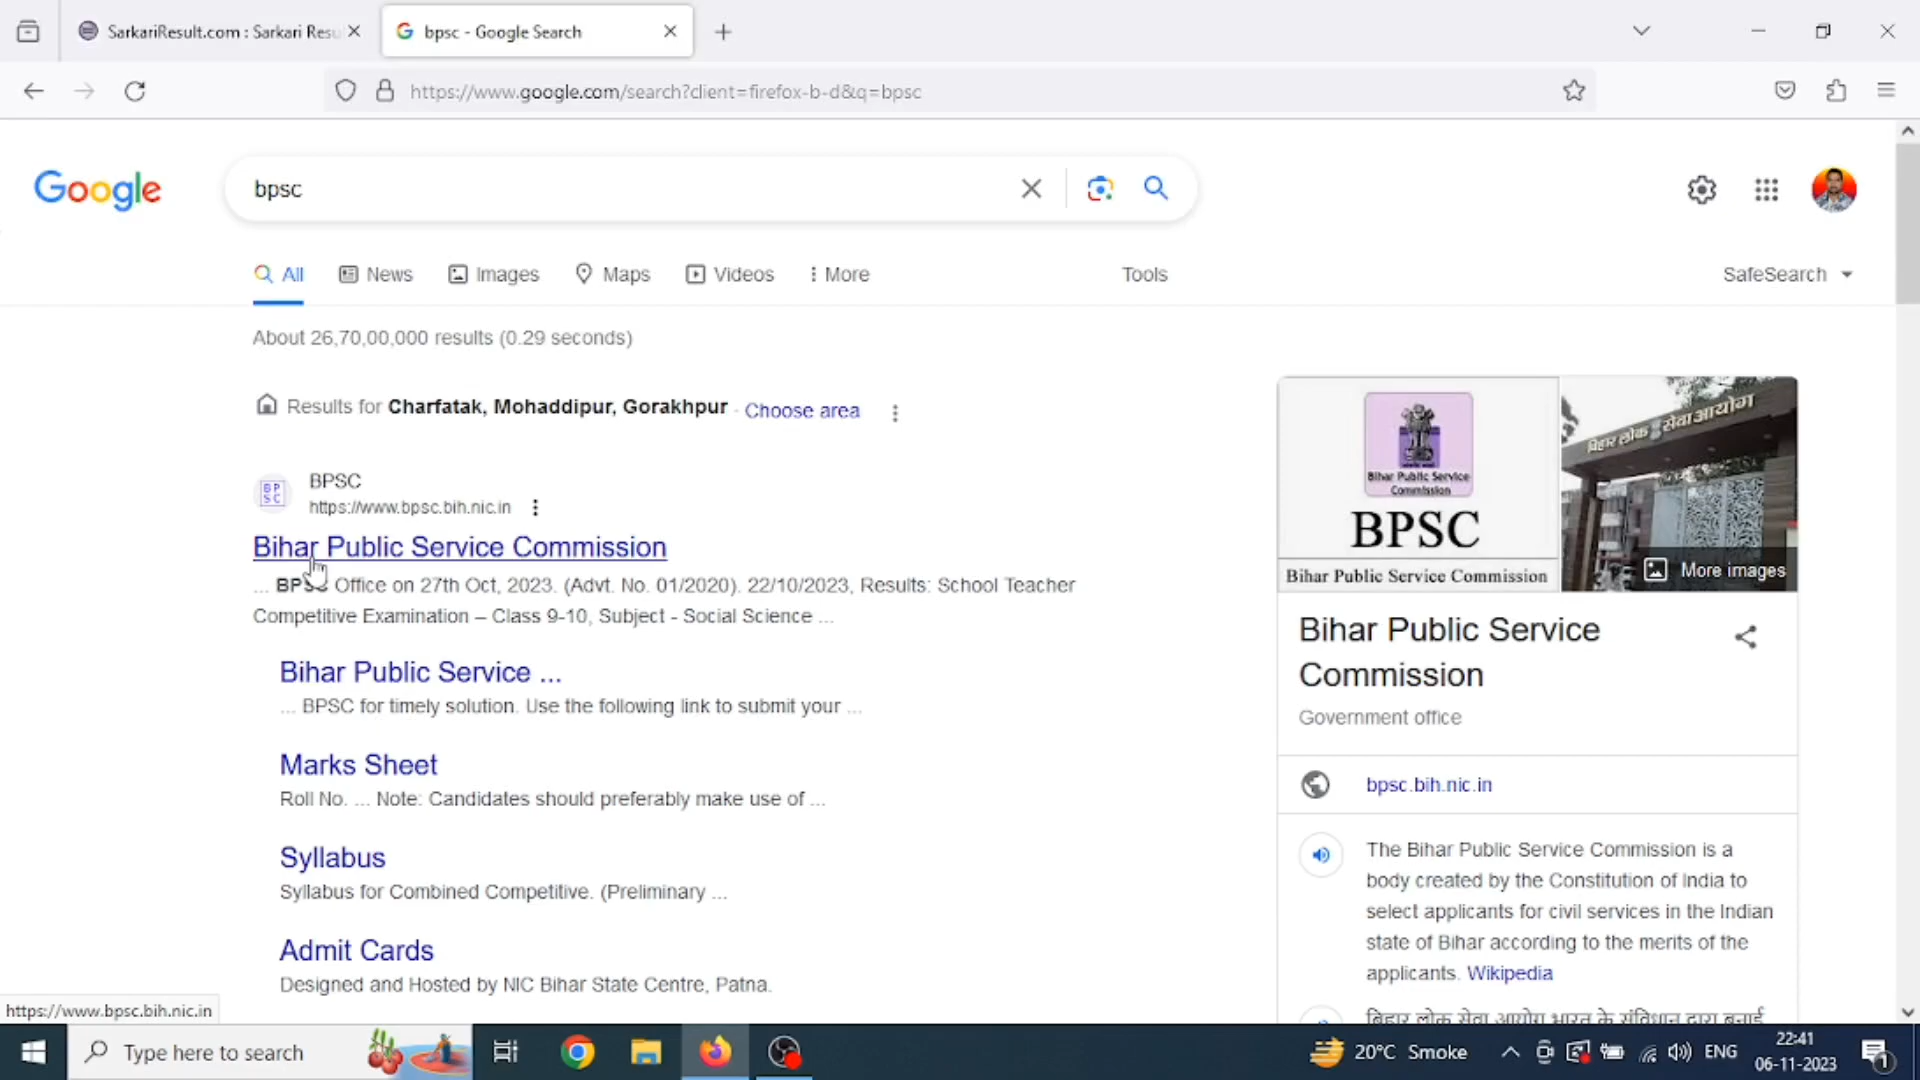 SarkariResult.com : Sarkari Resu
bpsc - Google Search
https://www.google.com/search?client=firefox-b-d&q=bpsc
Google
bpsc
All
News
Images
Maps
Videos
More
Tools
SafeSearch
About 26,70,00,000 results (0.29 seconds)
Results for Charfatak, Mohaddipur, Gorakhpur - Choose area
BPSC
https://www.bpsc.bih.nic.in
Bihar Public Service Commission
... BPSC Office on 27th Oct, 2023. (Advt. No. 01/2020). 22/10/2023, Results: School Teacher
Competitive Examination – Class 9-10, Subject - Social Science ...
Bihar Public Service ...
... BPSC for timely solution. Use the following link to submit your ...
Marks Sheet
Roll No. ... Note: Candidates should preferably make use of ...
Syllabus
Syllabus for Combined Competitive. (Preliminary ...
Admit Cards
Designed and Hosted by NIC Bihar State Centre, Patna.
Bihar Public Service
Commission
BPSC
Bihar Public Service Commission
बिहार लोक सेवा आयोग
More images
Bihar Public Service
Commission
Government office
bpsc.bih.nic.in
The Bihar Public Service Commission is a
body created by the Constitution of India to
select applicants for civil services in the Indian
state of Bihar according to the merits of the
applicants. Wikipedia
बिहार लोक सेवा आयोग भारत के संविधान द्वारा बनाई
https://www.bpsc.bih.nic.in
Type here to search
20°C Smoke
ENG
22:41
06-11-2023
1